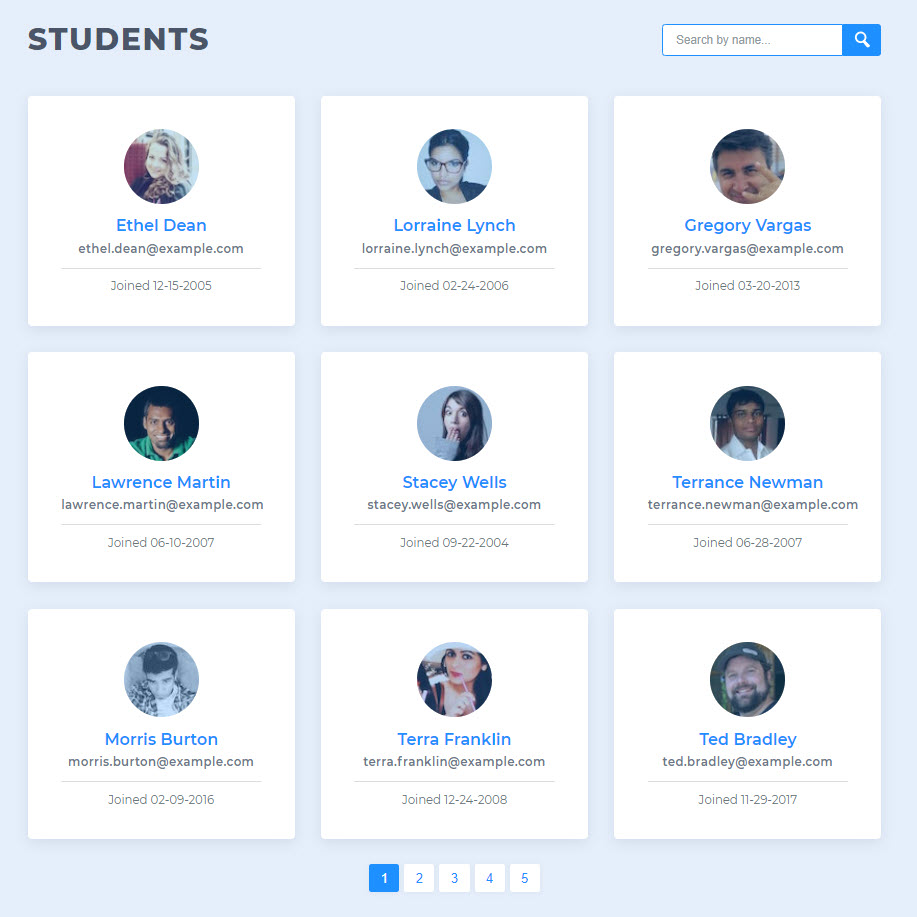 STUDENTS
Search by name...
Ethel Dean
ethel.dean@example.com
Joined 12-15-2005
Lorraine Lynch
lorraine.lynch@example.com
Joined 02-24-2006
Gregory Vargas
gregory.vargas@example.com
Joined 03-20-2013
Lawrence Martin
lawrence.martin@example.com
Joined 06-10-2007
Stacey Wells
stacey.wells@example.com
Joined 09-22-2004
Terrance Newman
terrance.newman@example.com
Joined 06-28-2007
Morris Burton
morris.burton@example.com
Joined 02-09-2016
Terra Franklin
terra.franklin@example.com
Joined 12-24-2008
Ted Bradley
ted.bradley@example.com
Joined 11-29-2017
1 2 3 4 5